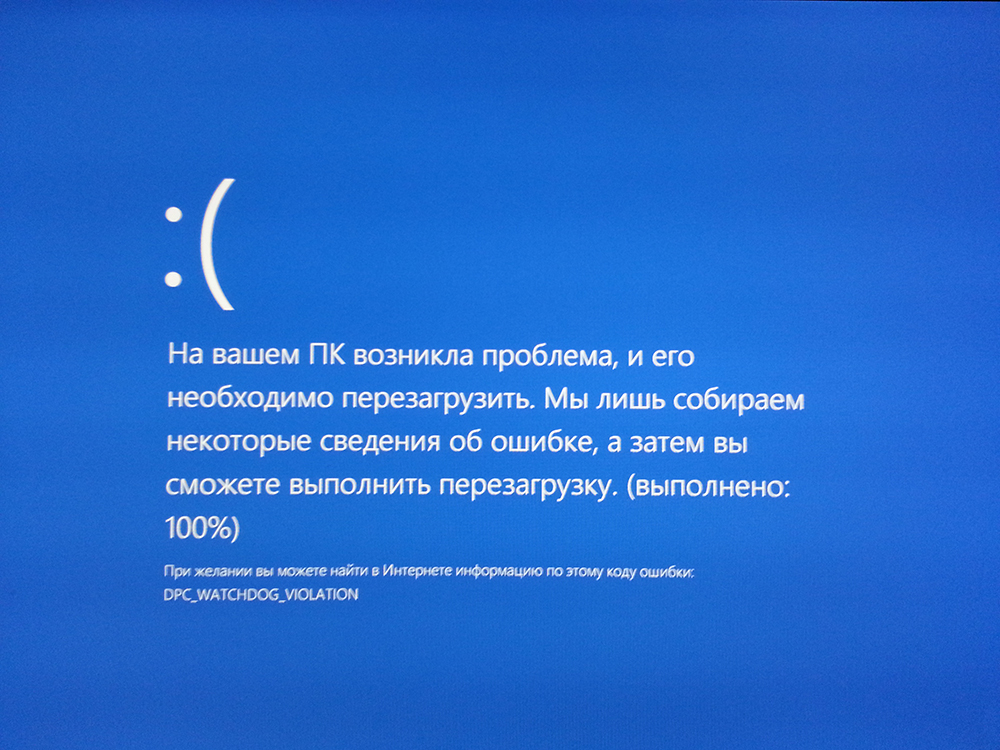 :(
На вашем ПК возникла проблема, и его
необходимо перезагрузить. Мы лишь собираем
некоторые сведения об ошибке, а затем вы
сможете выполнить перезагрузку. (выполнено:
100%)
При желании вы можете найти в Интернете информацию по этому коду ошибки:
DPC_WATCHDOG_VIOLATION